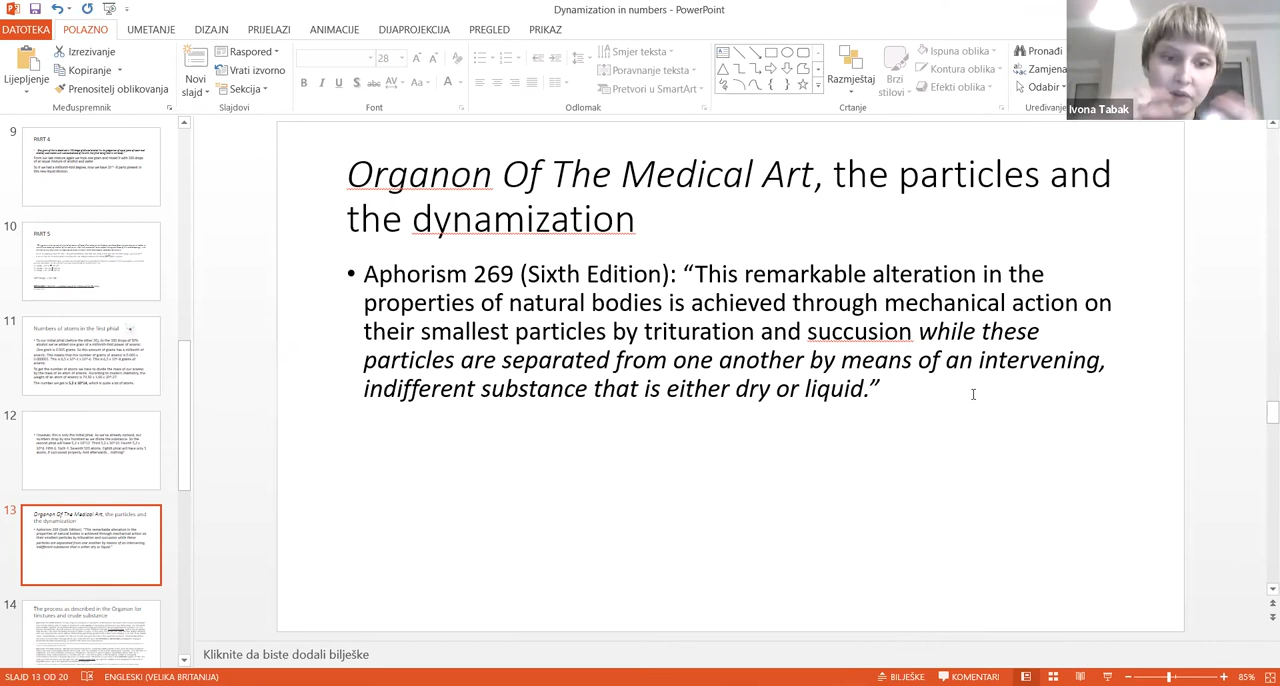 Dynamization in numbers - PowerPoint
DATOTEKA POLAZNO UMETANJE DIZAJN PRIJELAZI ANIMACIJE DIJAPROJEKCIJA PREGLED PRIKAZ
Lijepljenje
Izrezivanje
Kopiranje
Prenositelj oblikovanja
Međuspremnik
Novi
slajd
Raspored
Vrati izvorno
Sekcija
Slajdovi
28
Font
Smjer teksta
Poravnanje teksta
Pretvori u SmartArt
Odlomak
Razmještaj
Brzi
stilovi
Ispuna oblika
Kontura oblika
Efekti oblika
Crtanje
Pronađi
Zamjena
Odabir
Uređivanje
Ivona Tabak
9
PART 4
10
PART 5
11
Numbers of atoms in the first phial
12
13
Organon Of The Medical Art, the particles and
the dynamization
14
The process as described in the Organon for
tinctures and crude substance
Organon Of The Medical Art, the particles and
the dynamization
• Aphorism 269 (Sixth Edition): “This remarkable alteration in the
properties of natural bodies is achieved through mechanical action on
their smallest particles by trituration and succusion while these
particles are separated from one another by means of an intervening,
indifferent substance that is either dry or liquid.”
Kliknite da biste dodali bilješke
SLAJD 13 OD 20 ENGLESKI (VELIKA BRITANIJA) BILJEŠKE KOMENTARI 85%